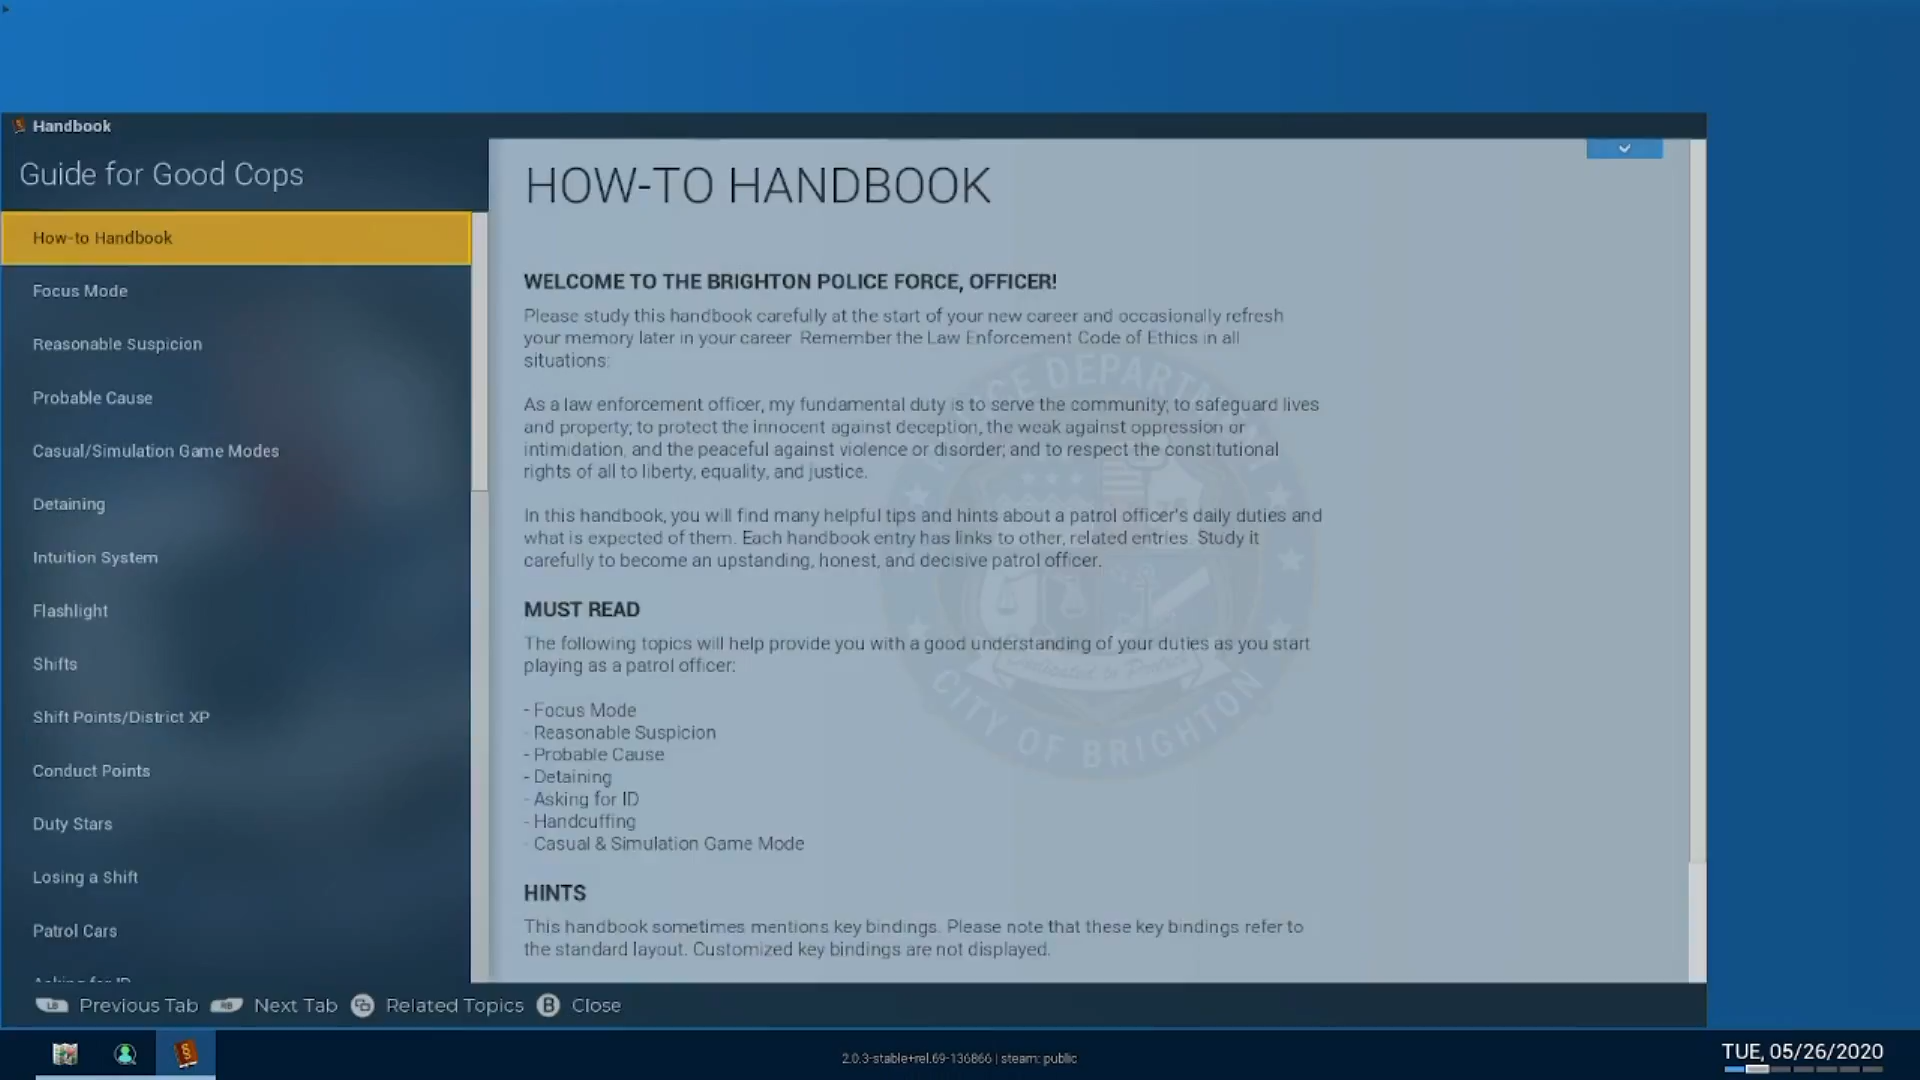 Handbook
Guide for Good Cops
How-to Handbook
Focus Mode
Reasonable Suspicion
Probable Cause
Casual/Simulation Game Modes
Detaining
Intuition System
Flashlight
Shifts
Shift Points/District XP
Conduct Points
Duty Stars
Losing a Shift
Patrol Cars
Asking for ID
HOW-TO HANDBOOK
WELCOME TO THE BRIGHTON POLICE FORCE, OFFICER!
Please study this handbook carefully at the start of your new career and occasionally refresh
your memory later in your career. Remember the Law Enforcement Code of Ethics in all
situations:
As a law enforcement officer, my fundamental duty is to serve the community; to safeguard lives
and property; to protect the innocent against deception, the weak against oppression or
intimidation, and the peaceful against violence or disorder; and to respect the constitutional
rights of all to liberty, equality, and justice.
In this handbook, you will find many helpful tips and hints about a patrol officer's daily duties and
what is expected of them. Each handbook entry has links to other, related entries. Study it
carefully to become an upstanding, honest, and decisive patrol officer.
MUST READ
The following topics will help provide you with a good understanding of your duties as you start
playing as a patrol officer:
- Focus Mode
- Reasonable Suspicion
- Probable Cause
- Detaining
- Asking for ID
- Handcuffing
- Casual & Simulation Game Mode
HINTS
This handbook sometimes mentions key bindings. Please note that these key bindings refer to
the standard layout. Customized key bindings are not displayed.
POLICE DEPARTMENT
CITY OF BRIGHTON
LB Previous Tab RB Next Tab Related Topics B Close
2.0.3-stable+rel.69-136866 | steam: public
TUE, 05/26/2020